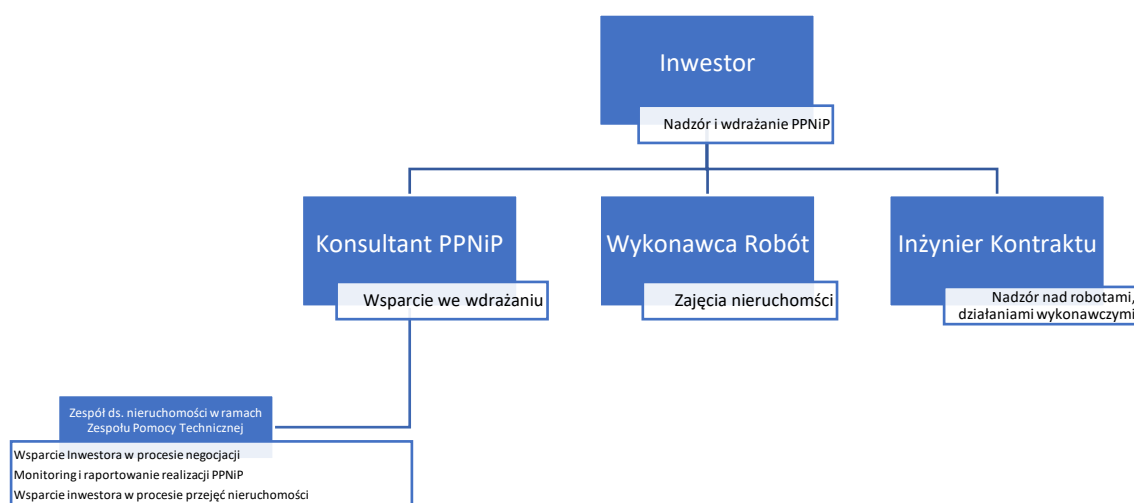 Inwestor
Nadzór i wdrażanie PPNiP
Konsultant PPNiP
Wsparcie we wdrażaniu
Wykonawca Robót
Zajęcia nieruchomści
Inżynier Kontraktu
Nadzór nad robotami,
działaniami wykonawczymi
Zespół ds. nieruchomości w ramach
Zespołu Pomocy Technicznej
Wsparcie Inwestora w procesie negocjacji
Monitoring i raportowanie realizacji PPNiP
Wsparcie inwestora w procesie przejęć nieruchomości